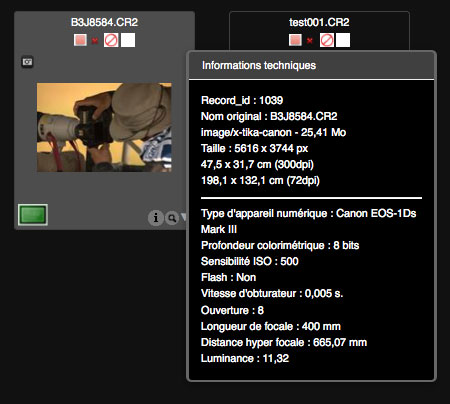 B3J8584.CR2
test001.CR2
Informations techniques
Record_id : 1039
Nom original : B3J8584.CR2
image/x-tika-canon - 25,41 Mo
Taille : 5616 x 3744 px
47,5 x 31,7 cm (300dpi)
198,1 x 132,1 cm (72dpi)
Type d'appareil numérique : Canon EOS-1Ds
Mark III
Profondeur colorimétrique : 8 bits
Sensibilité ISO : 500
Flash : Non
Vitesse d'obturateur : 0,005 s.
Ouverture : 8
Longueur de focale : 400 mm
Distance hyper focale : 665,07 mm
Luminance : 11,32